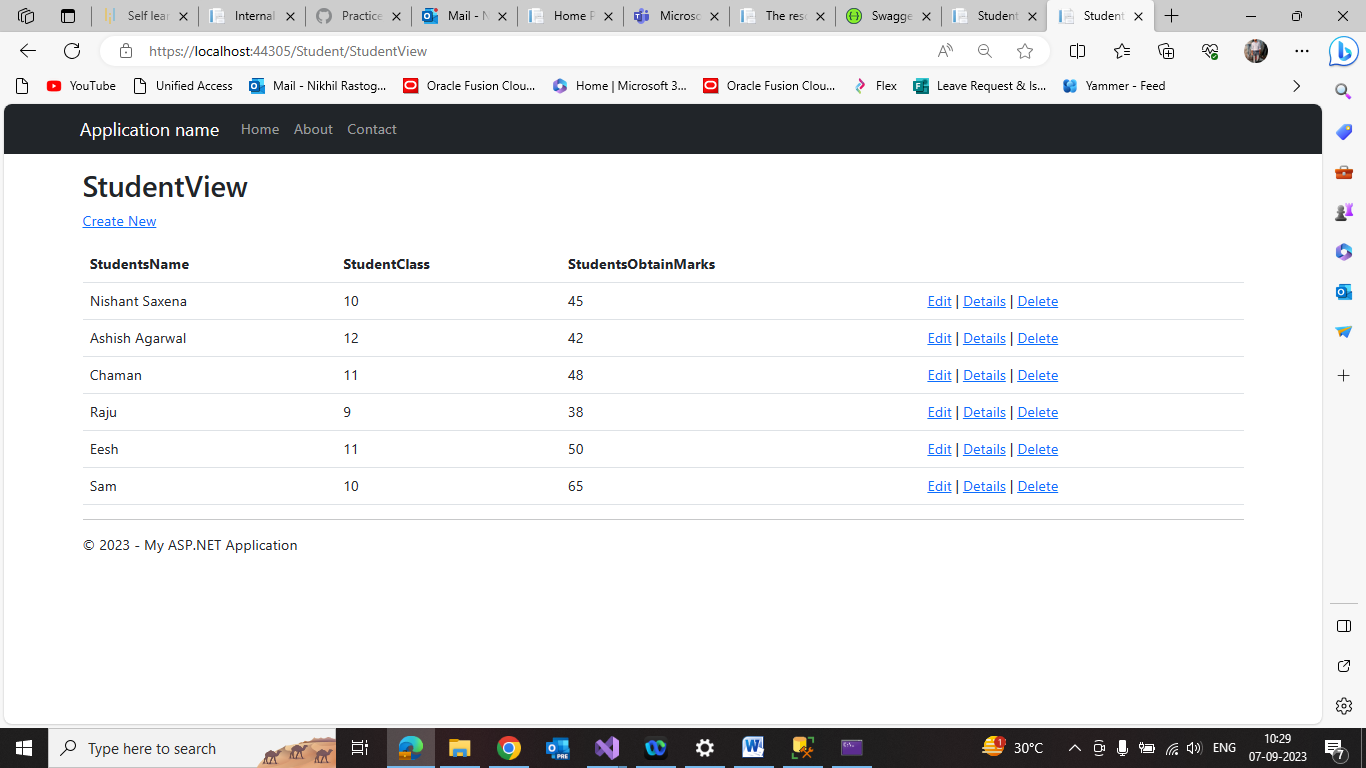 Self lear
Internal
Practice
Mail - N
Home P
Microso
The reso
Swagge
Student
Student
https://localhost:44305/Student/StudentView
YouTube
Unified Access
Mail - Nikhil Rastog...
Oracle Fusion Clou...
Home | Microsoft 3...
Oracle Fusion Clou...
Flex
Leave Request & Is...
Yammer - Feed
Application name Home About Contact
StudentView
Create New
StudentsName StudentClass StudentsObtainMarks
Nishant Saxena 10 45 Edit | Details | Delete
Ashish Agarwal 12 42 Edit | Details | Delete
Chaman 11 48 Edit | Details | Delete
Raju 9 38 Edit | Details | Delete
Eesh 11 50 Edit | Details | Delete
Sam 10 65 Edit | Details | Delete
© 2023 - My ASP.NET Application
Type here to search
PRE
1
30°C
ENG
10:29
07-09-2023
7